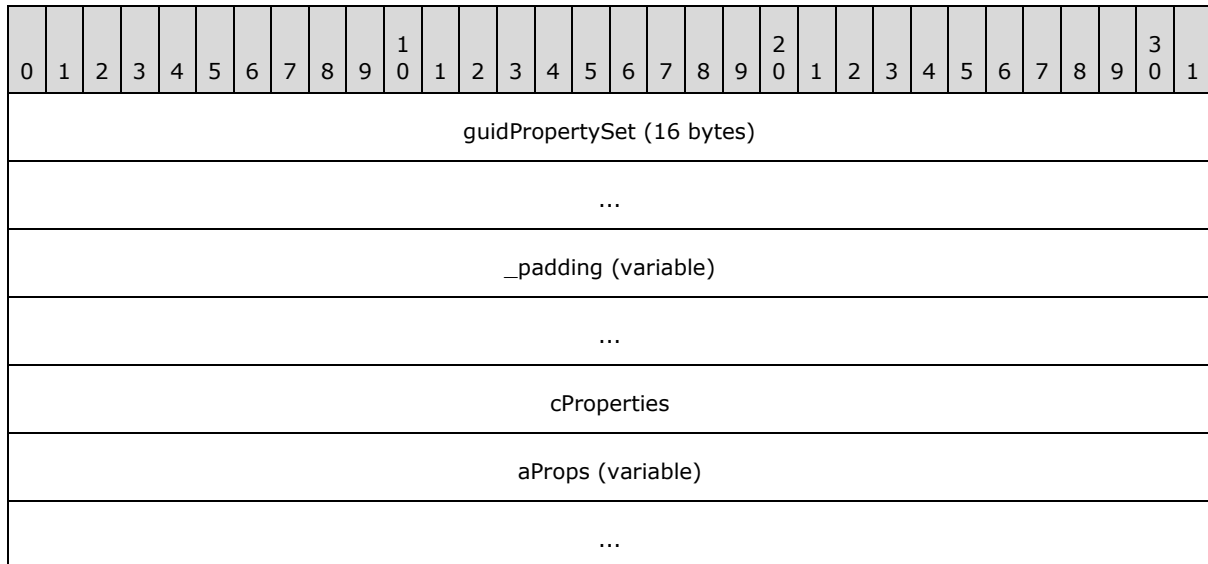 0 1 2 3 4 5 6 7 8 9 1 0 1 2 3 4 5 6 7 8 9 2 0 1 2 3 4 5 6 7 8 9 3 0 1
guidPropertySet (16 bytes)
...
_padding (variable)
...
cProperties
aProps (variable)
...